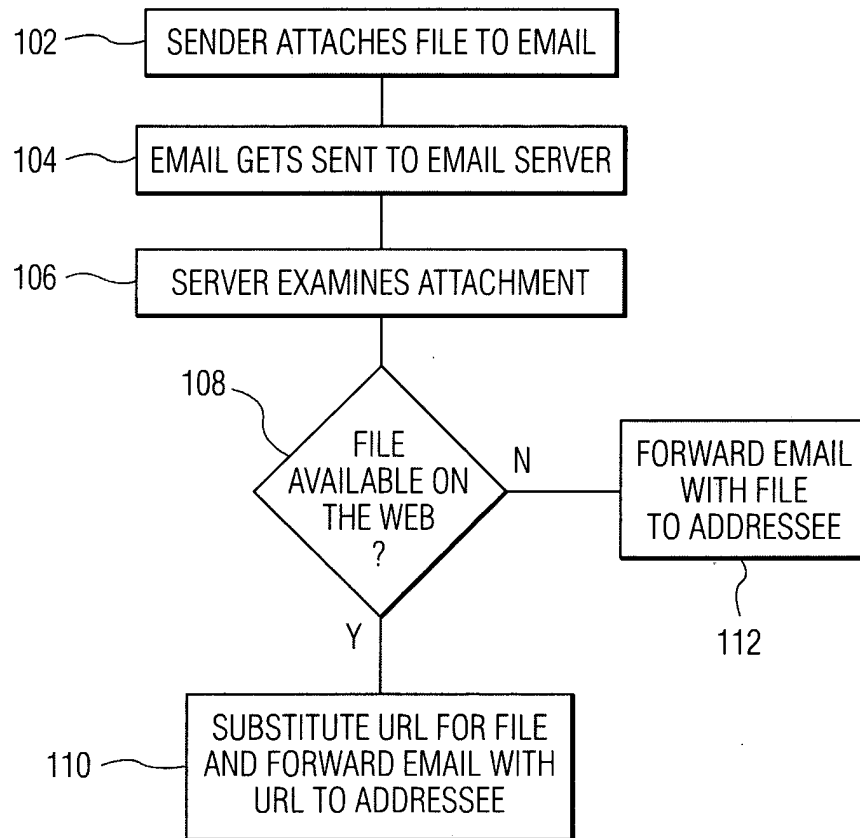 102
SENDER ATTACHES FILE TO EMAIL
104
EMAIL GETS SENT TO EMAIL SERVER
106
SERVER EXAMINES ATTACHMENT
108
FILE
AVAILABLE ON
THE WEB
?
N
FORWARD EMAIL
WITH FILE
TO ADDRESSEE
112
Y
110
SUBSTITUTE URL FOR FILE
AND FORWARD EMAIL WITH
URL TO ADDRESSEE